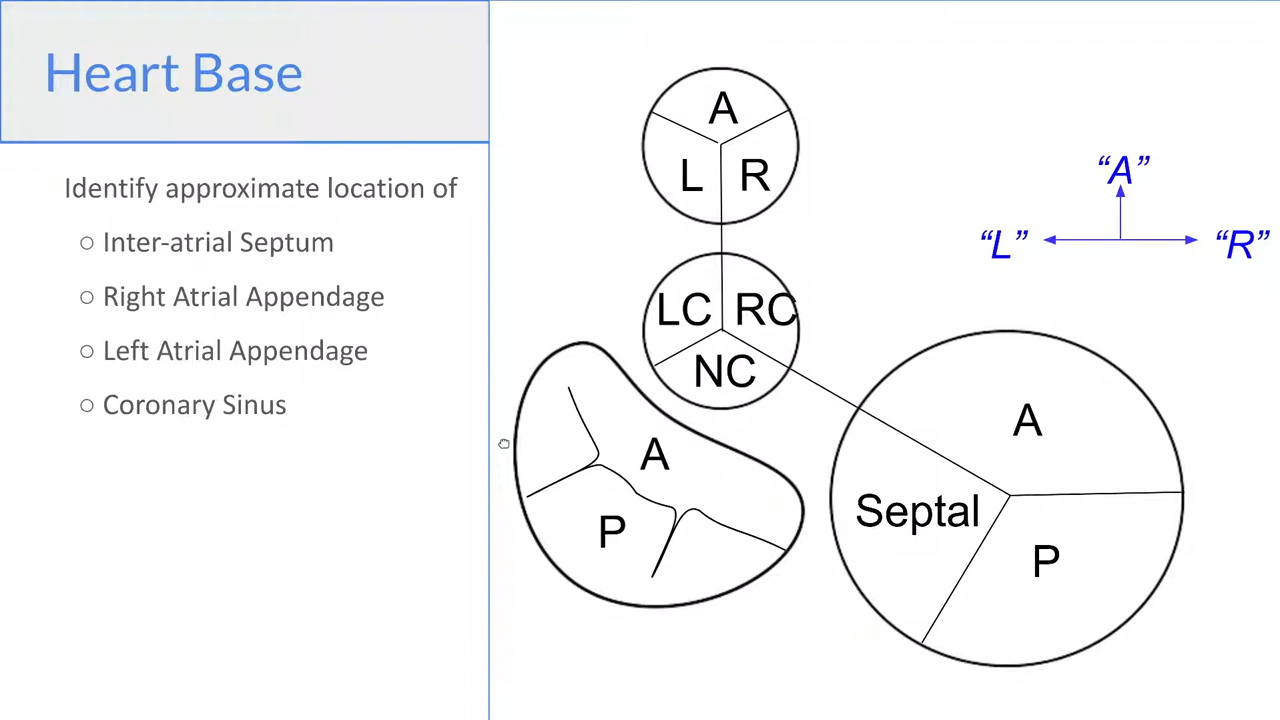 Heart Base
Identify approximate location of
○ Inter-atrial Septum
○ Right Atrial Appendage
○ Left Atrial Appendage
○ Coronary Sinus
A
L R
LC RC
NC
A
P
A
Septal
P
“A”
“L” “R”